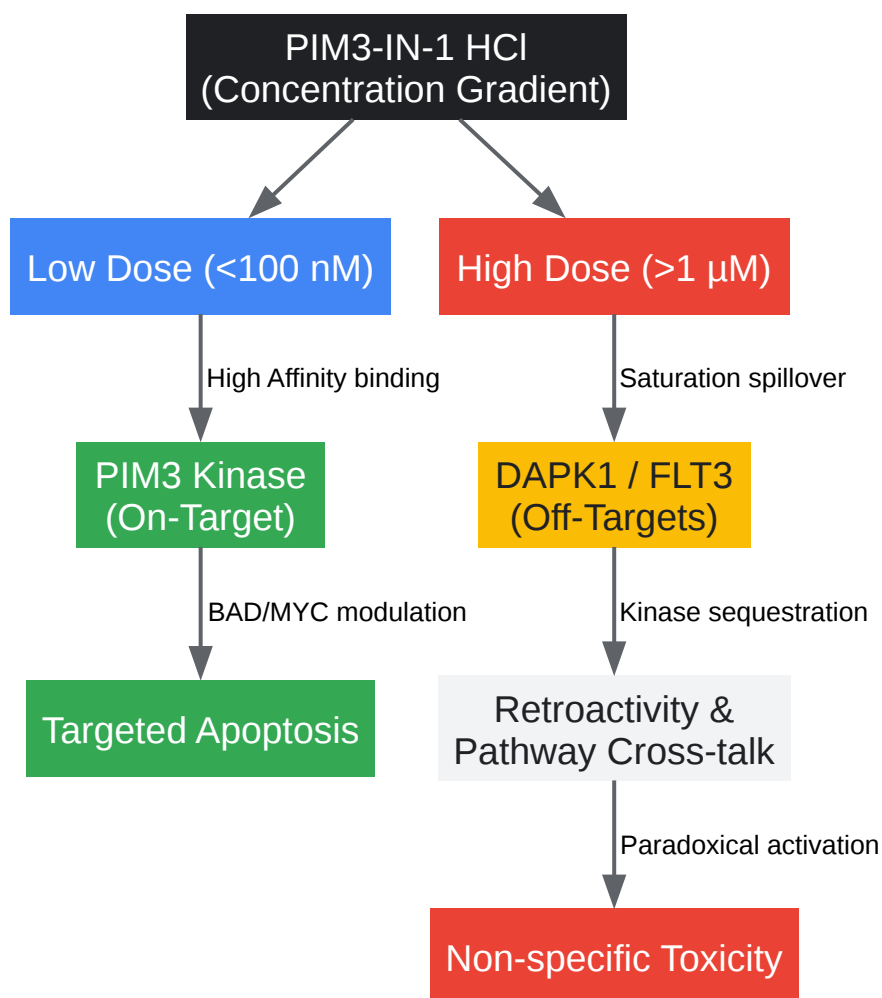 PIM3-IN-1 HCl
(Concentration Gradient)
Low Dose (<100 nM)
High Dose (>1 µM)
High Affinity binding
Saturation spillover
PIM3 Kinase
(On-Target)
DAPK1 / FLT3
(Off-Targets)
BAD/MYC modulation
Kinase sequestration
Targeted Apoptosis
Retroactivity &
Pathway Cross-talk
Paradoxical activation
Non-specific Toxicity